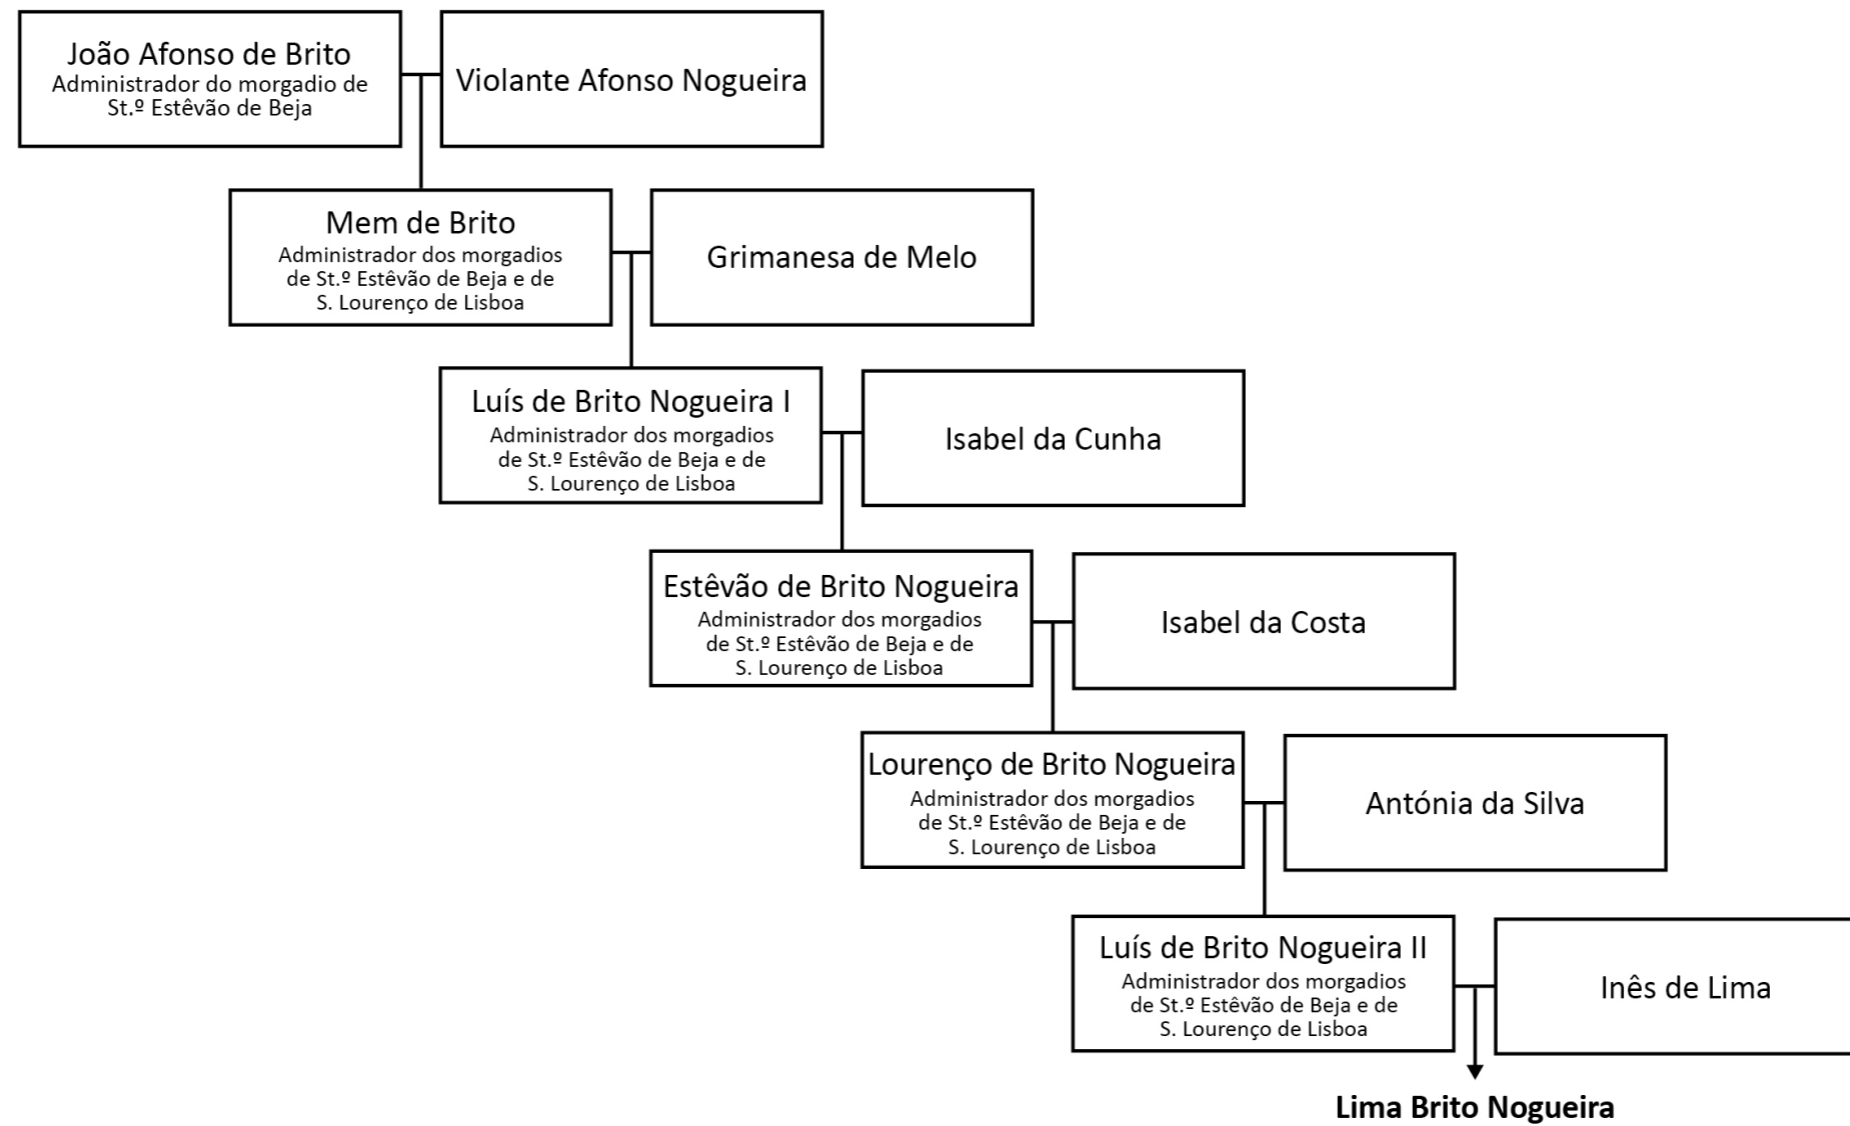 João Afonso de Brito
Administrador do morgadio de
St.º Estêvão de Beja
Violante Afonso Nogueira
Mem de Brito
Administrador dos morgadios
de St.º Estêvão de Beja e de
S. Lourenço de Lisboa
Grimanesa de Melo
Luís de Brito Nogueira I
Administrador dos morgadios
de St.º Estêvão de Beja e de
S. Lourenço de Lisboa
Isabel da Cunha
Estêvão de Brito Nogueira
Administrador dos morgadios
de St.º Estêvão de Beja e de
S. Lourenço de Lisboa
Isabel da Costa
Lourenço de Brito Nogueira
Administrador dos morgadios
de St.º Estêvão de Beja e de
S. Lourenço de Lisboa
Antónia da Silva
Luís de Brito Nogueira II
Administrador dos morgadios
de St.º Estêvão de Beja e de
S. Lourenço de Lisboa
Inês de Lima
Lima Brito Nogueira